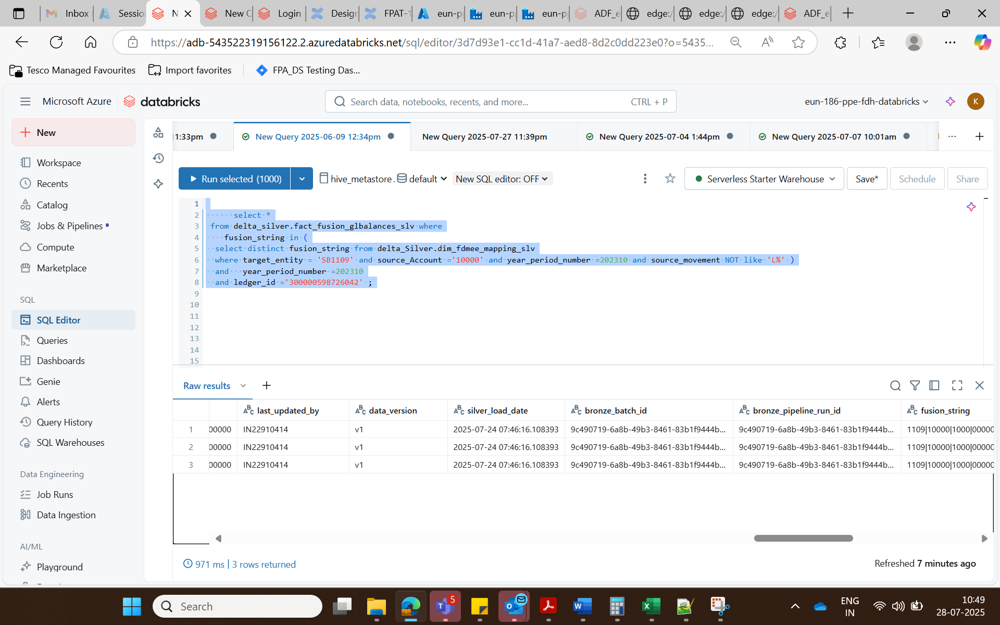 Inbox
Sessio
N
New C
Login
Design
FPAT-1
eun-pp
eun-pp
eun-pp
ADF_e
edge:/
edge:/
edge:/
ADF_e
https://adb-543522319156122.2.azuredatabricks.net/sql/editor/3d7d93e1-cc1d-41a7-aed8-8d2c0dd223e0?o=5435...
Tesco Managed Favourites
Import favorites
FPA_DS Testing Das...
Microsoft Azure
databricks
Search data, notebooks, recents, and more...
CTRL + P
eun-186-ppe-fdh-databricks
K
New
Workspace
Recents
Catalog
Jobs & Pipelines
Compute
Marketplace
SQL
SQL Editor
Queries
Dashboards
Genie
Alerts
Query History
SQL Warehouses
Data Engineering
Job Runs
Data Ingestion
AI/ML
Playground
1:33pm
New Query 2025-06-09 12:34pm
New Query 2025-07-27 11:39pm
New Query 2025-07-04 1:44pm
New Query 2025-07-07 10:01am
Run selected (1000)
hive_metastore.
default
New SQL editor: OFF
Serverless Starter Warehouse
Save*
Schedule
Share
1
2 select *
3 from delta_silver.fact_fusion_glbalances_slv where
4 fusion_string in (
5 select distinct fusion_string from delta_Silver.dim_fdmee_mapping_slv
6 where target_entity = 'SB1109' and source_Account ='10000' and year_period_number =202310 and source_movement NOT like 'L%' )
7 and year_period_number =202310
8 and ledger_id ='300000598726042' ;
9
10
11
12
13
14
15
Raw results
last_updated_by data_version silver_load_date bronze_batch_id bronze_pipeline_run_id fusion_string
1 00000 IN22910414 v1 2025-07-24 07:46:16.108393 9c490719-6a8b-49b3-8461-83b1f9444b... 9c490719-6a8b-49b3-8461-83b1f9444b... 1109|10000|1000|00000
2 00000 IN22910414 v1 2025-07-24 07:46:16.108393 9c490719-6a8b-49b3-8461-83b1f9444b... 9c490719-6a8b-49b3-8461-83b1f9444b... 1109|10000|1000|00000
3 00000 IN22910414 v1 2025-07-24 07:46:16.108393 9c490719-6a8b-49b3-8461-83b1f9444b... 9c490719-6a8b-49b3-8461-83b1f9444b... 1109|10000|1000|00000
971 ms | 3 rows returned
Refreshed 7 minutes ago
Search
5
ENG
IN
10:49
28-07-2025